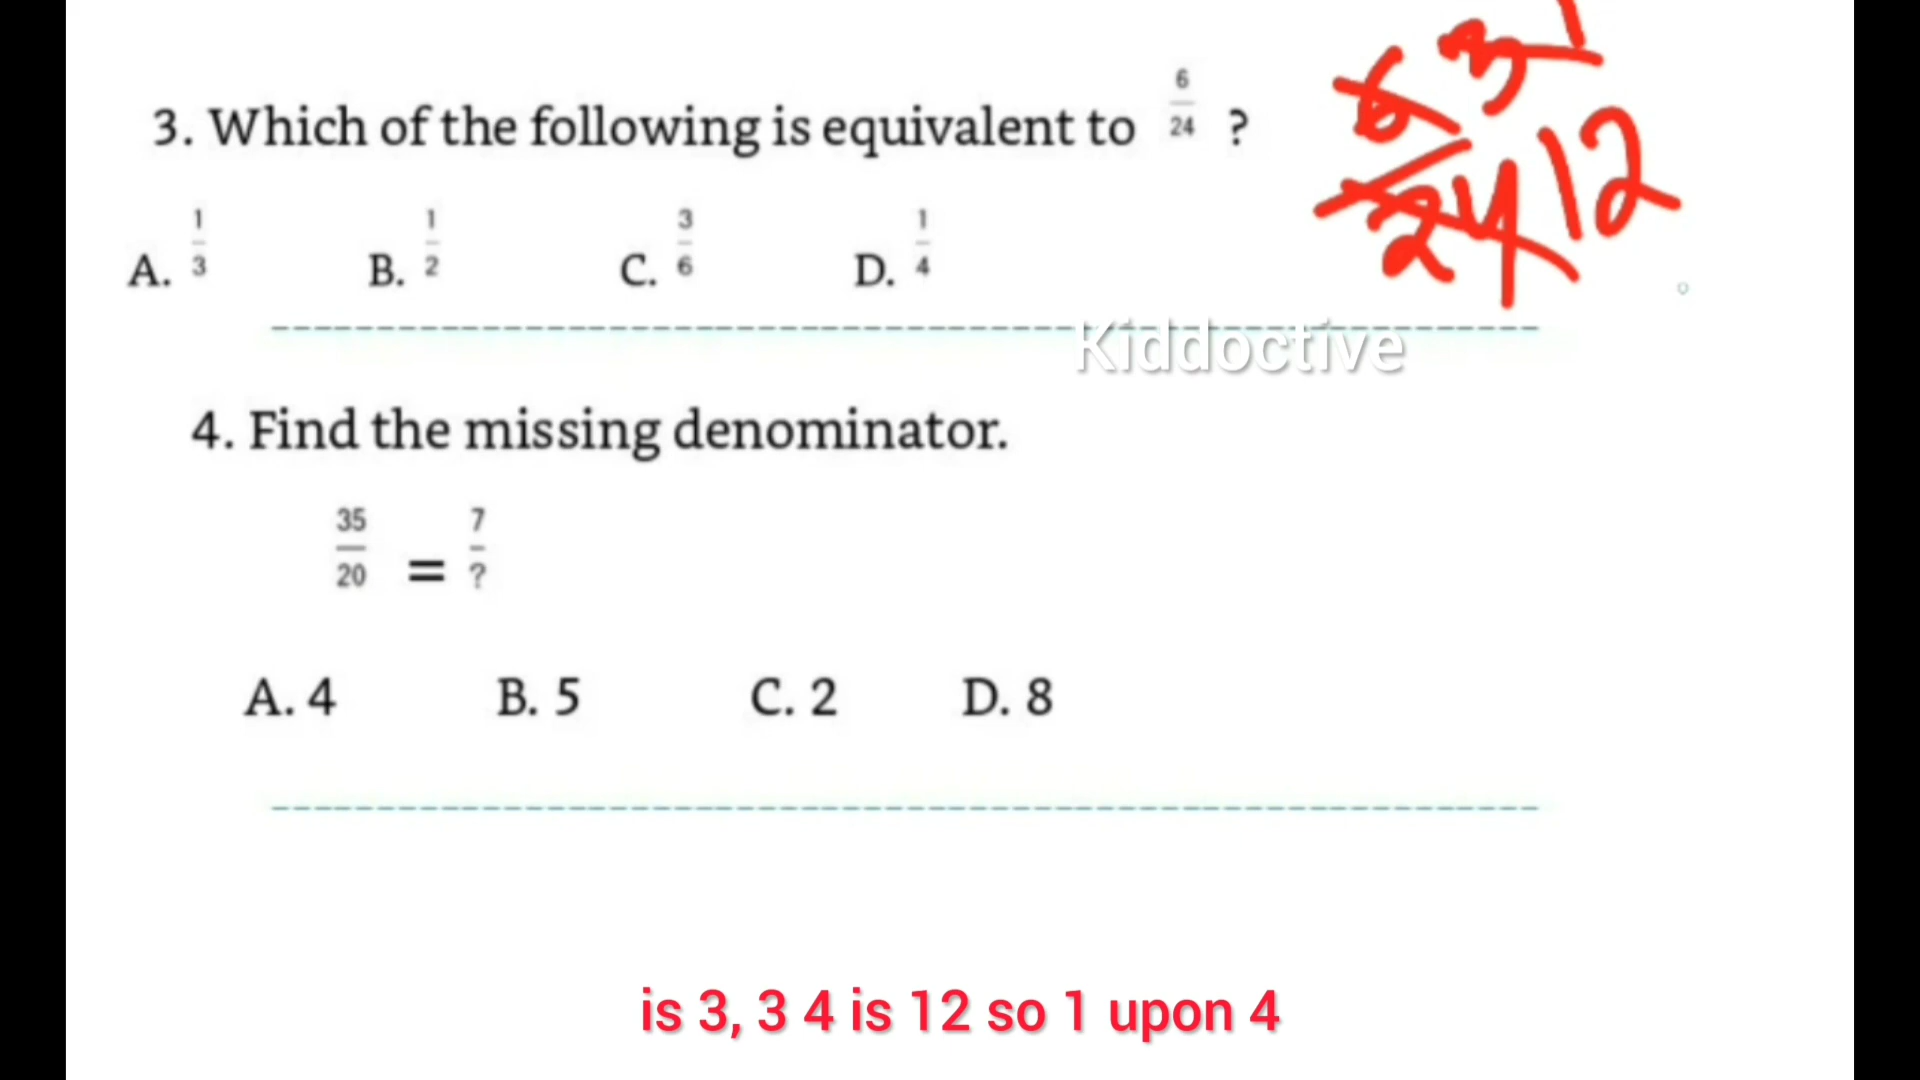 3. Which of the following is equivalent to 6/24 ?
A. 1/3 B. 1/2 C. 3/6 D. 1/4
6 3 1
24 12
Kiddoctive
4. Find the missing denominator.
35/20 = 7/?
A. 4 B. 5 C. 2 D. 8
is 3, 3 4 is 12 so 1 upon 4